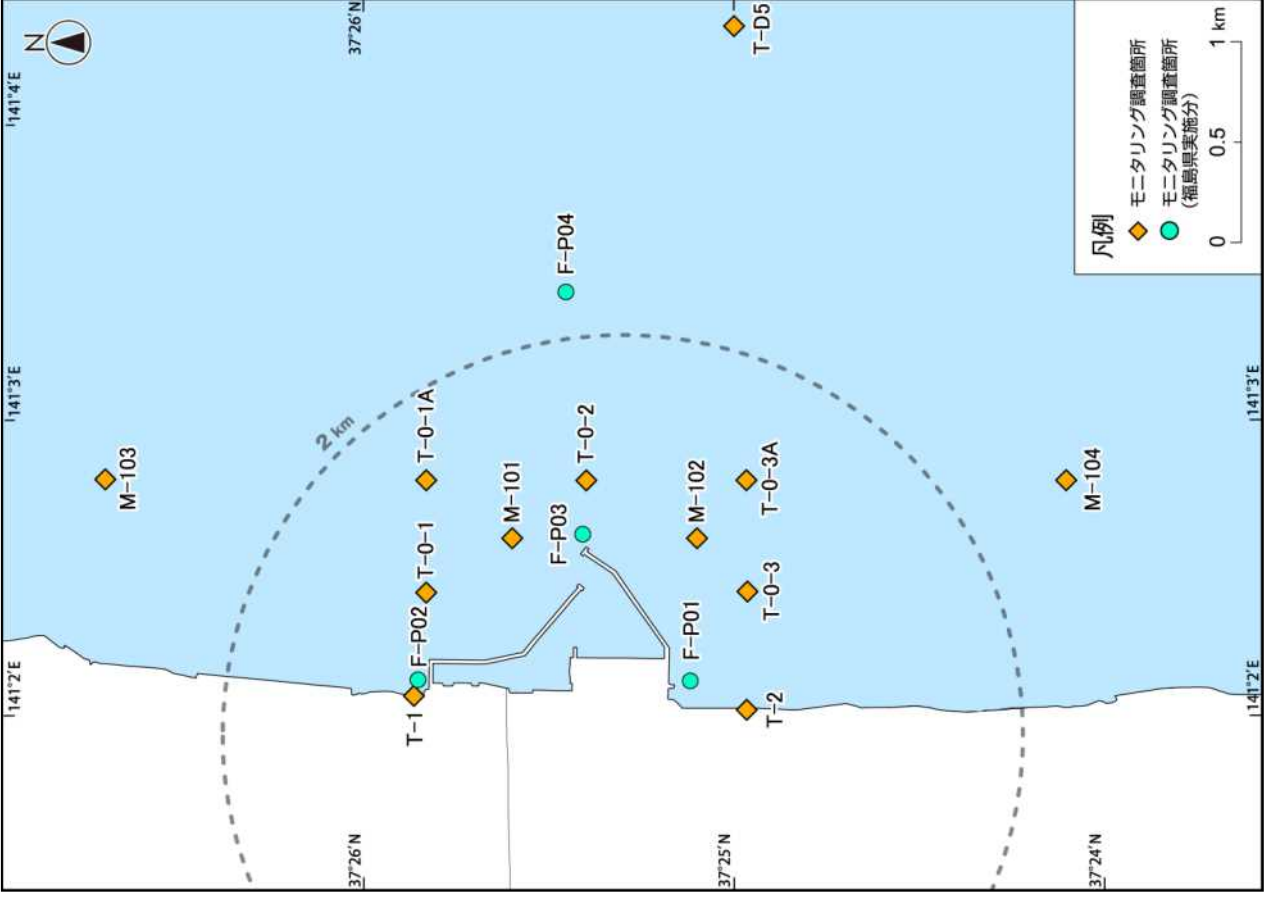 N
141°4′E
141°3′E
141°2′E
37°26′N
T-D5
M-103
2 km
F-P04
T-0-1A
T-0-1
F-P02
T-1
M-101
T-0-2
F-P03
M-102
F-P01
T-0-3A
T-0-3
T-2
M-104
37°26′N
37°25′N
37°24′N
141°3′E
141°2′E
凡例
モニタリング調査箇所
モニタリング調査箇所
(福島県実施分)
0 0.5 1 km